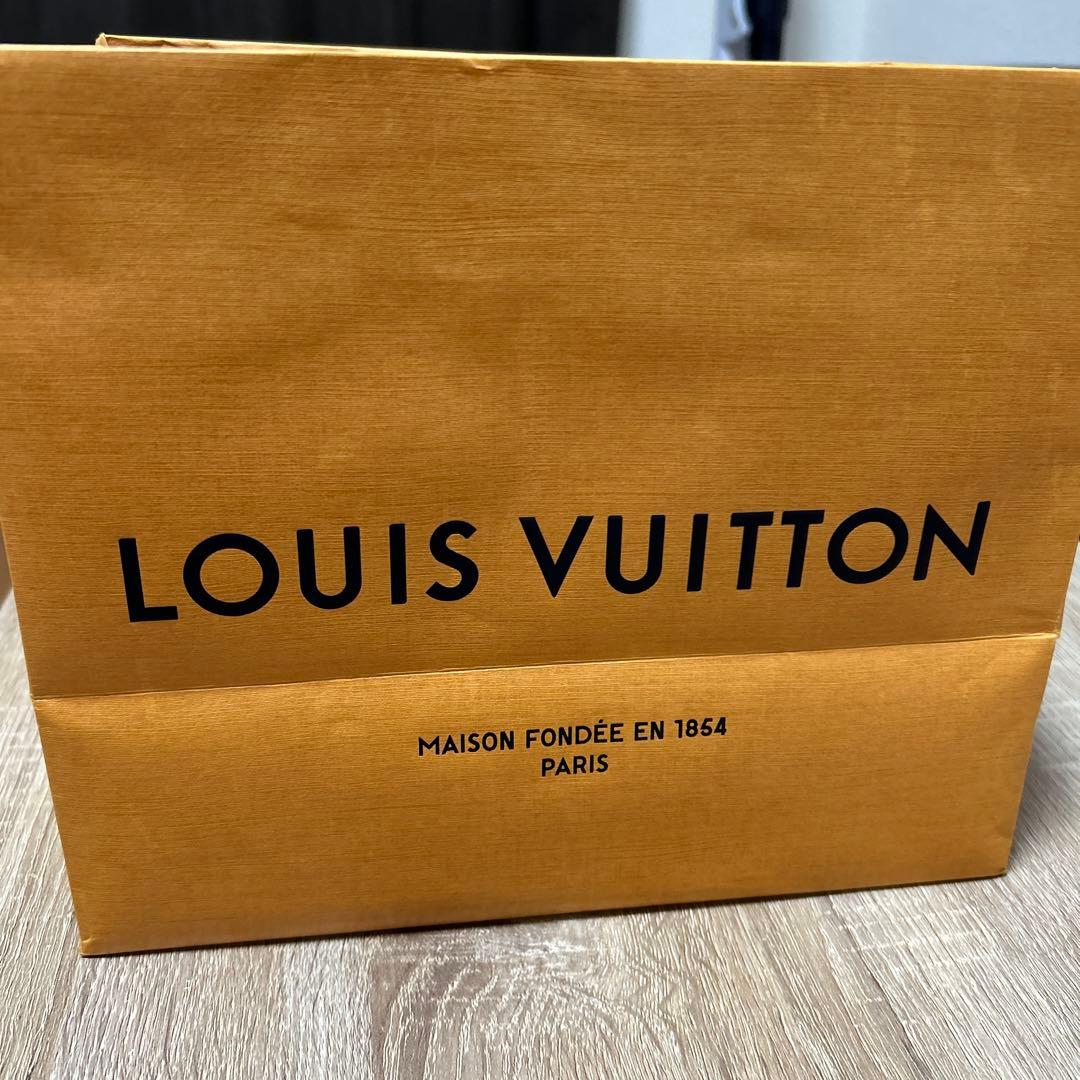 LOUIS VUITTON
MAISON FONDÉE EN 1854
PARIS